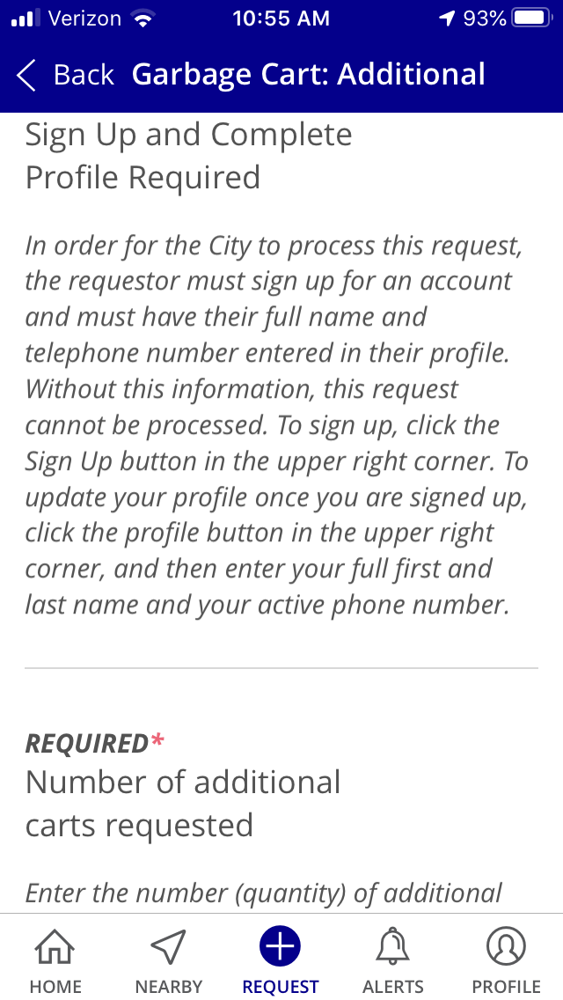 Verizon 10:55 AM 93%
Back Garbage Cart: Additional
Sign Up and Complete
Profile Required
In order for the City to process this request,
the requestor must sign up for an account
and must have their full name and
telephone number entered in their profile.
Without this information, this request
cannot be processed. To sign up, click the
Sign Up button in the upper right corner. To
update your profile once you are signed up,
click the profile button in the upper right
corner, and then enter your full first and
last name and your active phone number.
REQUIRED*
Number of additional
carts requested
Enter the number (quantity) of additional
HOME NEARBY REQUEST ALERTS PROFILE